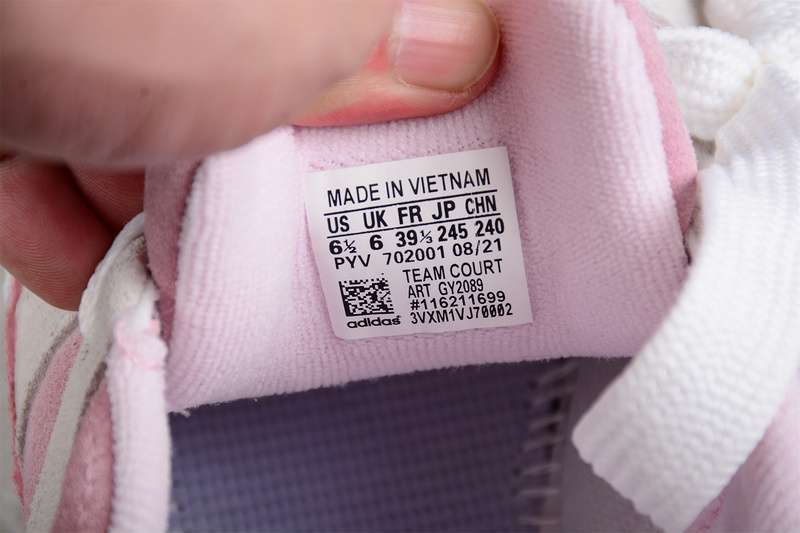 MADE IN VIETNAM
US UK FR JP CHN
6½ 6 39⅓ 245 240
PYV 702001 08/21
TEAM COURT
ART GY2089
#116211699
3VXM1VJ70002
adidas